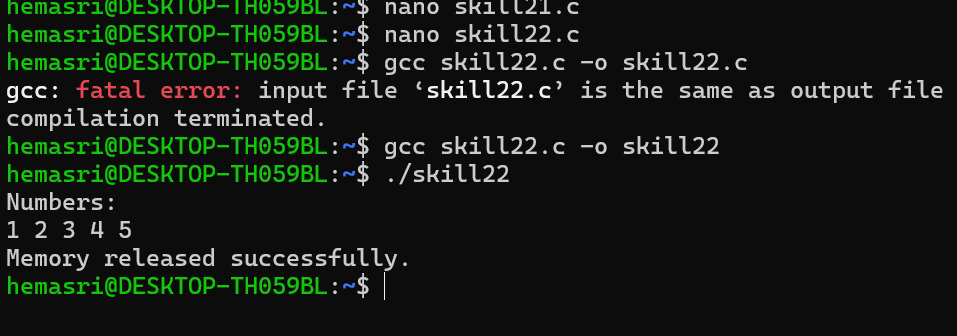 hemasri@DESKTOP-TH059BL:~$ nano skill21.c
hemasri@DESKTOP-TH059BL:~$ nano skill22.c
hemasri@DESKTOP-TH059BL:~$ gcc skill22.c -o skill22.c
gcc: fatal error: input file ‘skill22.c’ is the same as output file
compilation terminated.
hemasri@DESKTOP-TH059BL:~$ gcc skill22.c -o skill22
hemasri@DESKTOP-TH059BL:~$ ./skill22
Numbers:
1 2 3 4 5
Memory released successfully.
hemasri@DESKTOP-TH059BL:~$